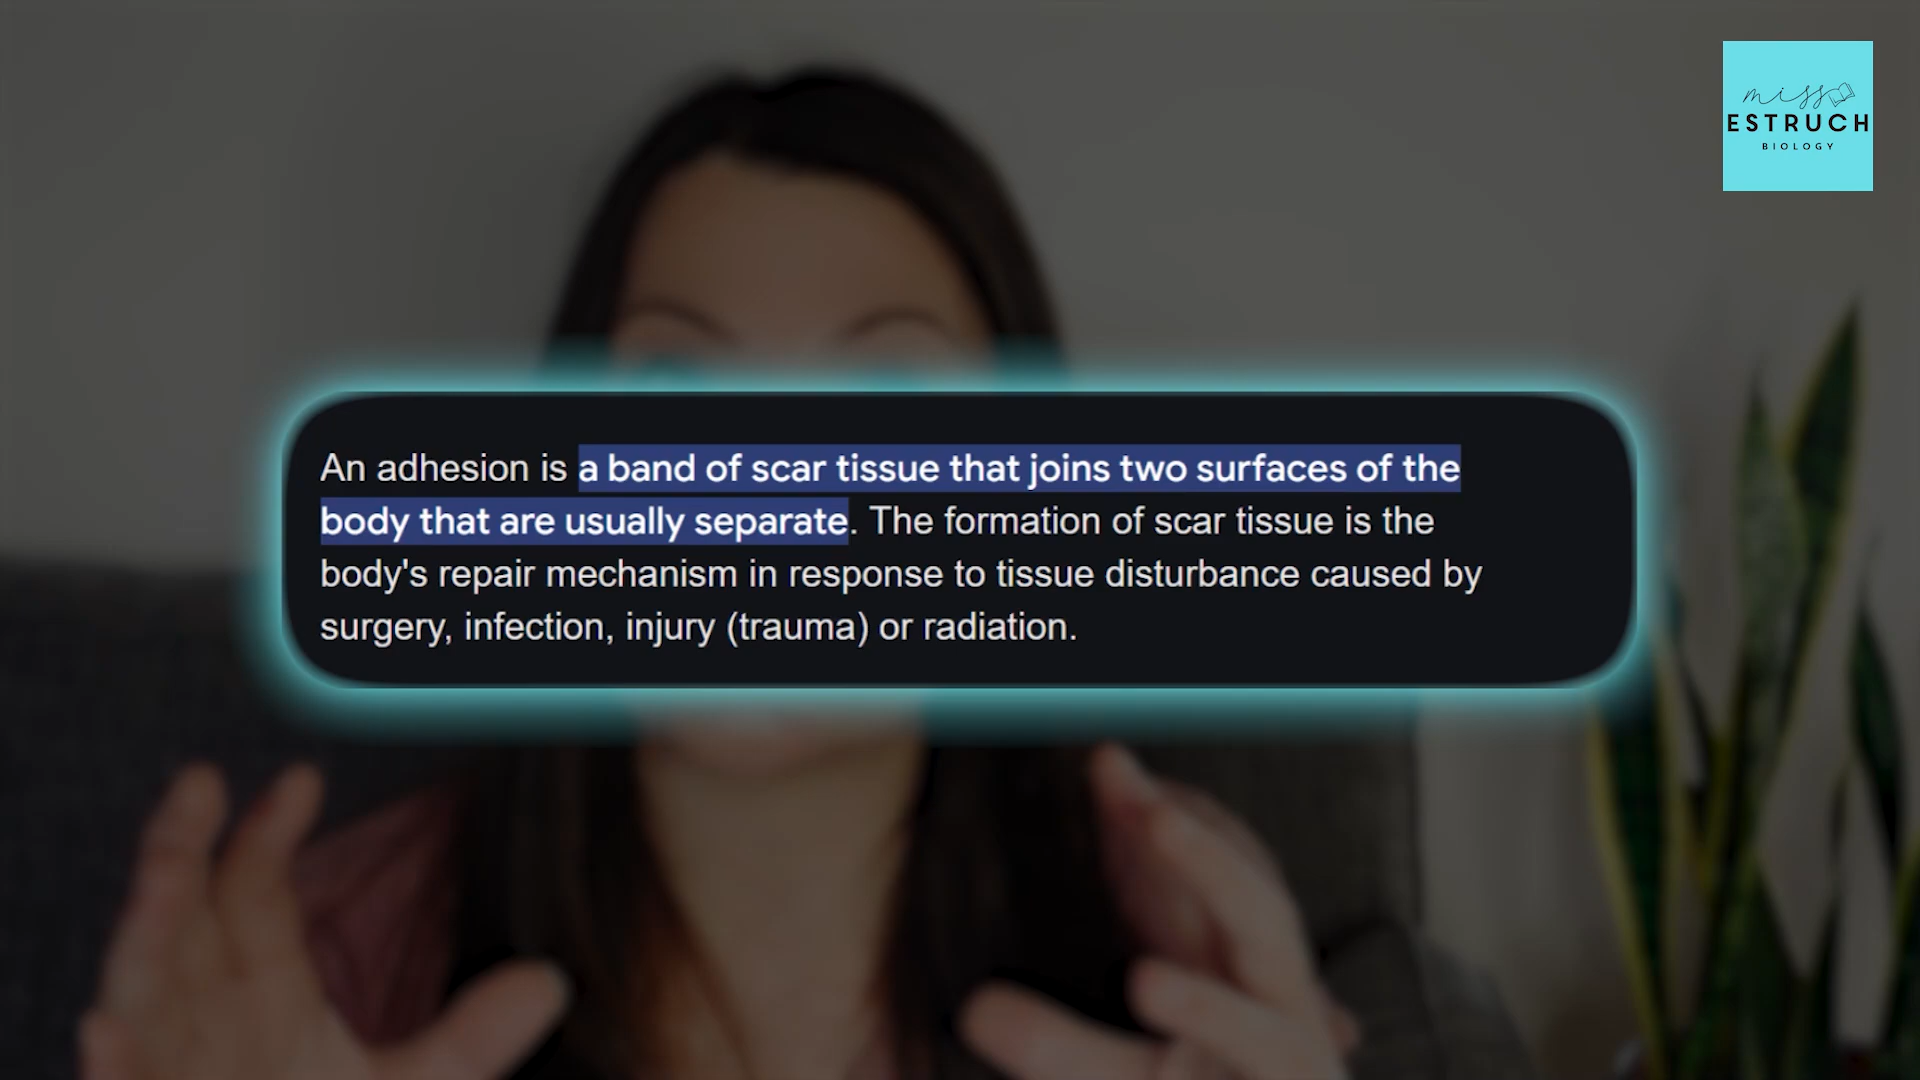 miss
ESTRUCH
BIOLOGY
An adhesion is a band of scar tissue that joins two surfaces of the
body that are usually separate. The formation of scar tissue is the
body's repair mechanism in response to tissue disturbance caused by
surgery, infection, injury (trauma) or radiation.